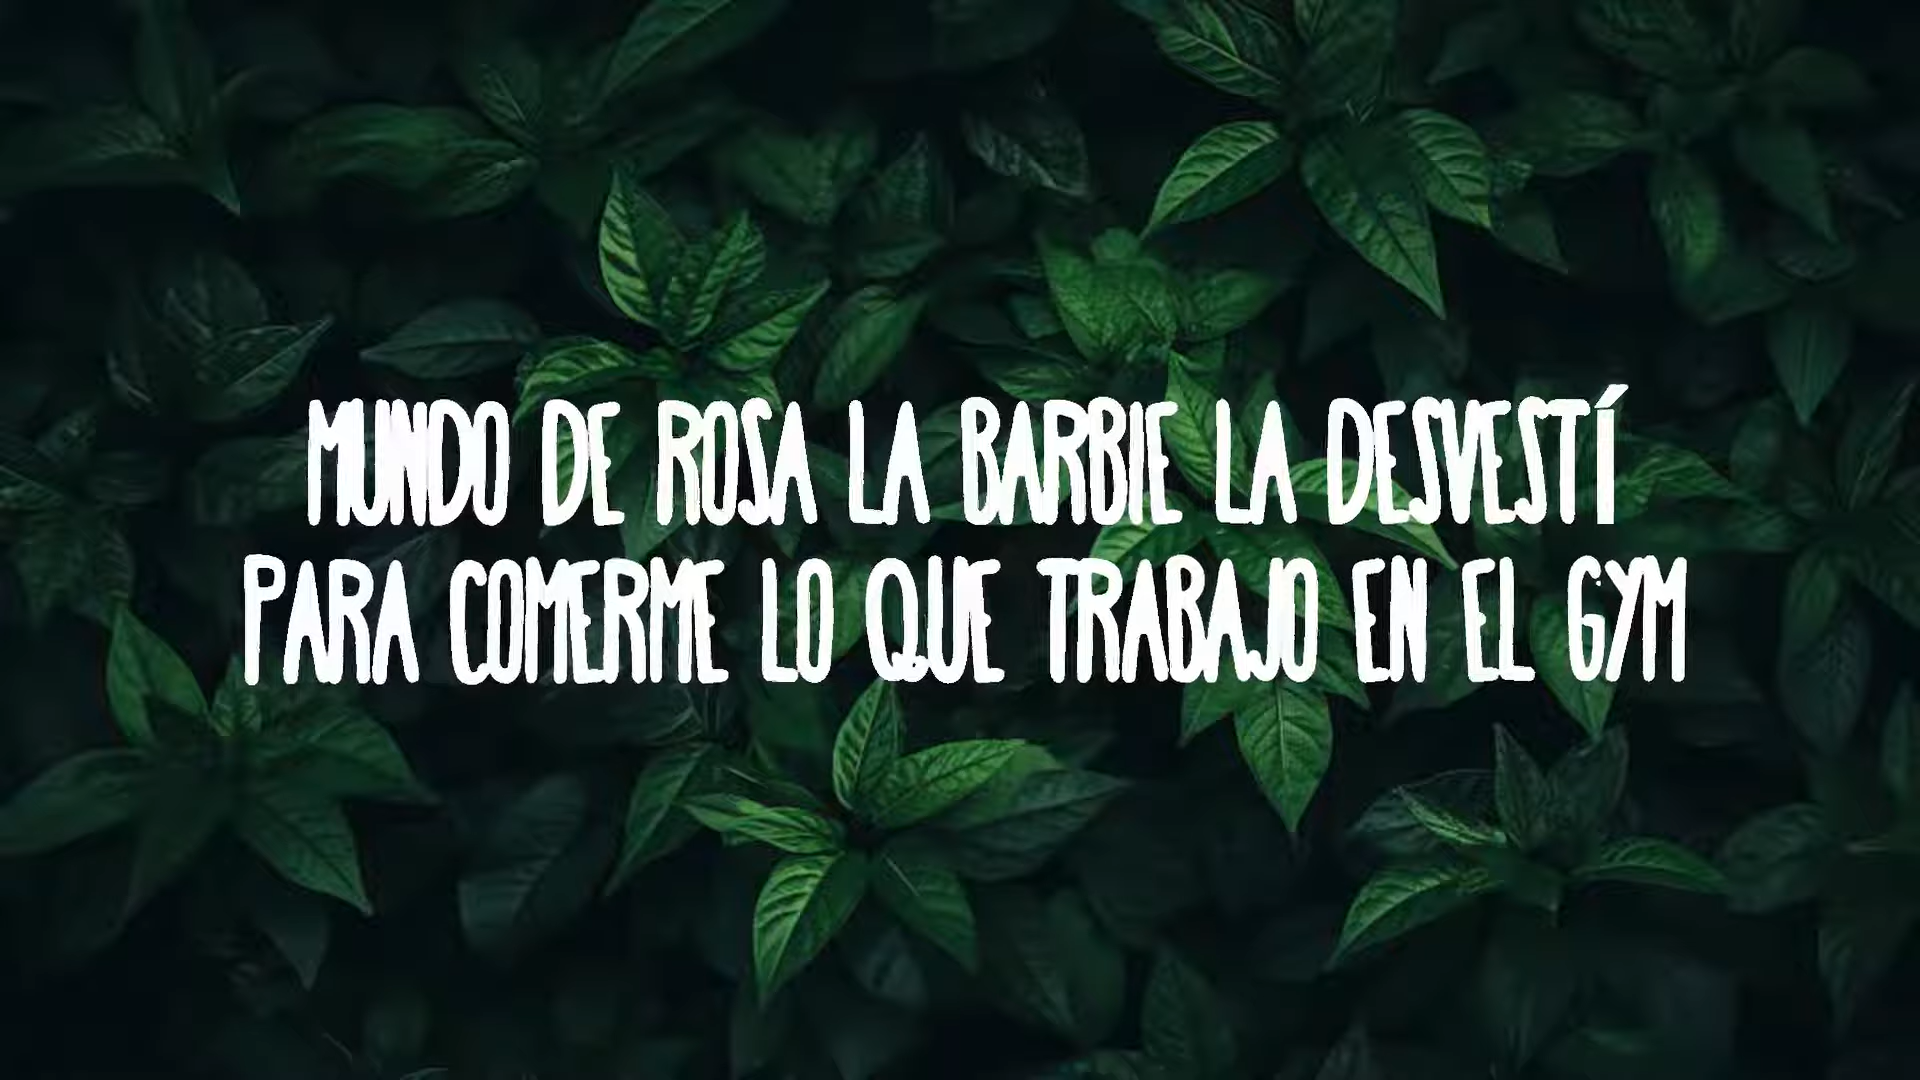 MUNDO DE ROSA LA BARBIE LA DESVESTÍ
PARA COMERME LO QUE TRABAJO EN EL GYM